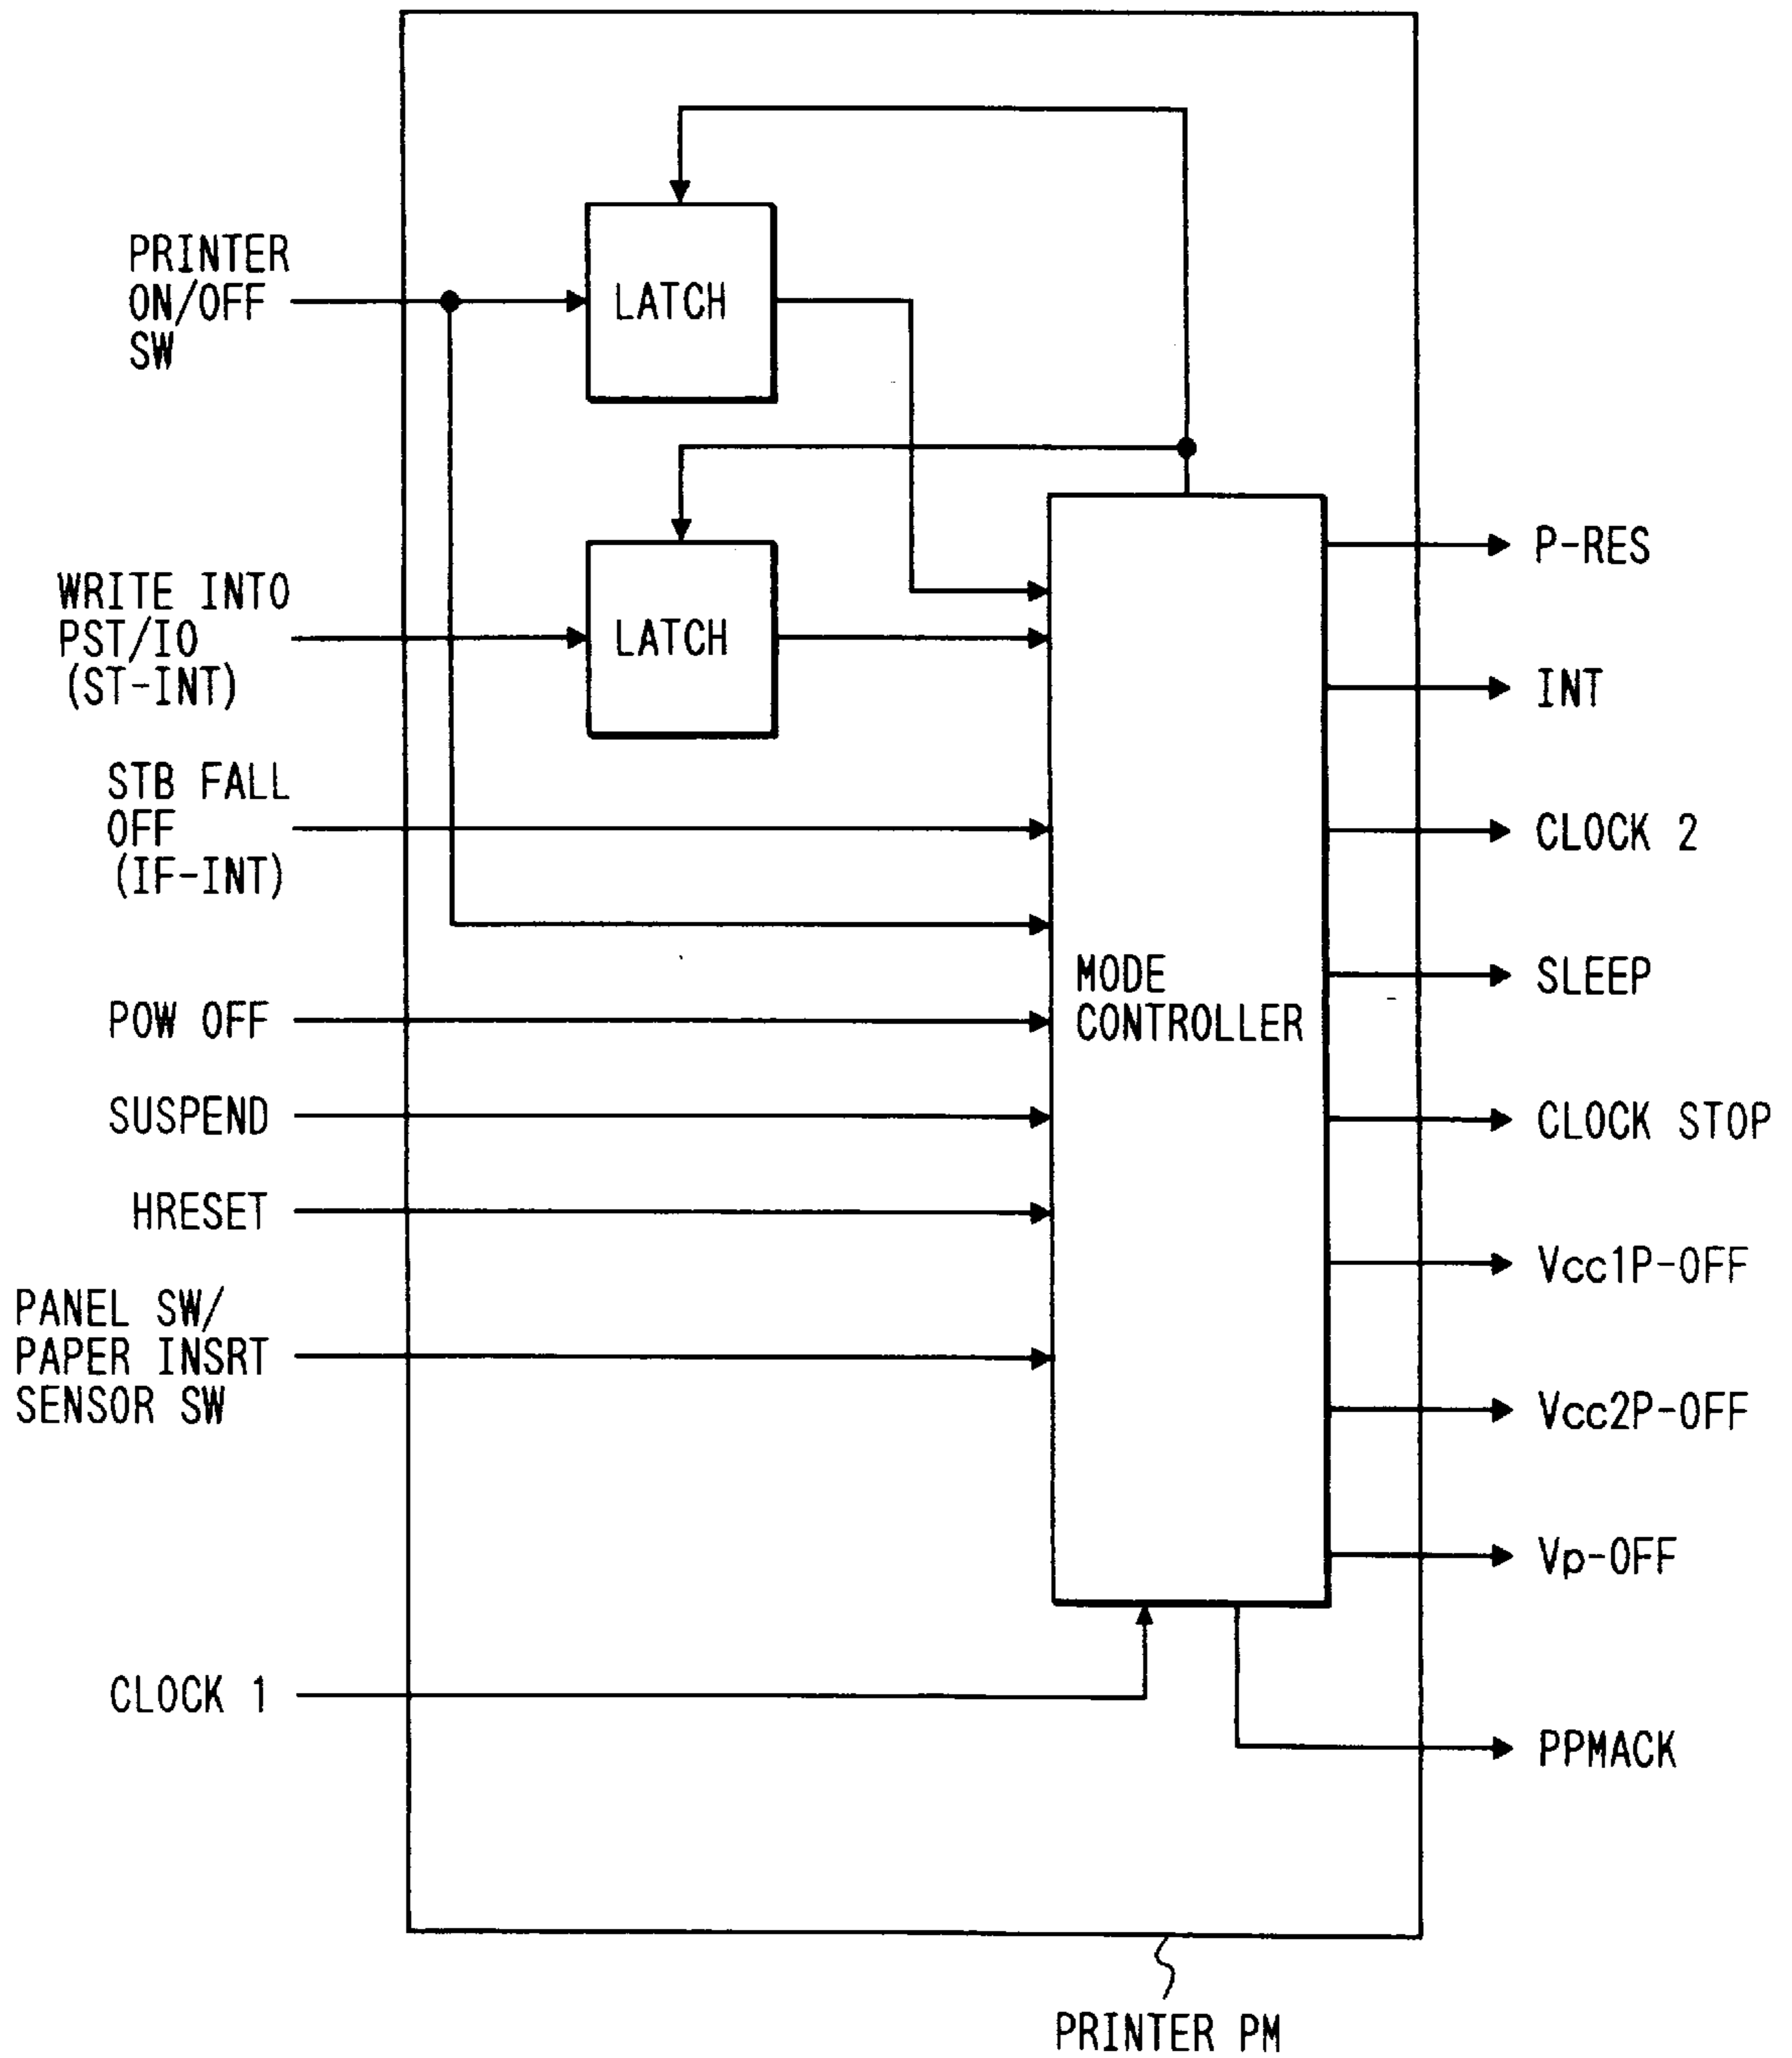 PRINTER
ON/OFF
SW
LATCH
WRITE INTO
PST/IO
(ST-INT)
LATCH
STB FALL
OFF
(IF-INT)
POW OFF
SUSPEND
HRESET
PANEL SW/
PAPER INSRT
SENSOR SW
CLOCK 1
MODE
CONTROLLER
P-RES
INT
CLOCK 2
SLEEP
CLOCK STOP
Vcc1P-OFF
Vcc2P-OFF
Vp-OFF
PPMACK
PRINTER PM